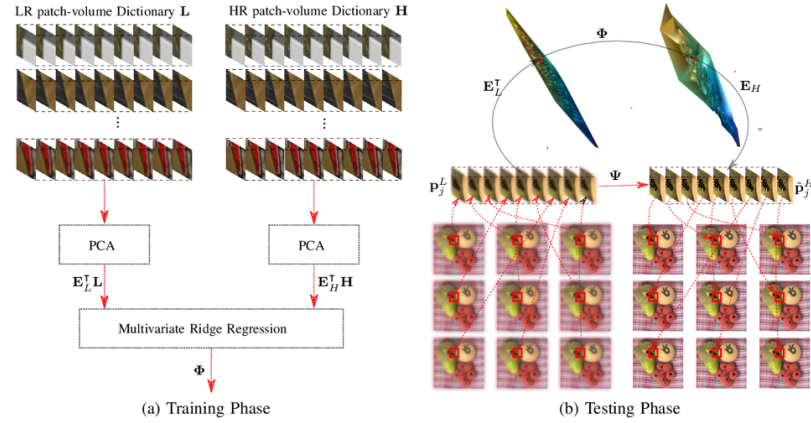 LR patch-volume Dictionary L
HR patch-volume Dictionary H
⋮
⋮
PCA
PCA
E_L^⊤ L
E_H^⊤ H
Multivariate Ridge Regression
Φ
(a) Training Phase
Φ
E_L^⊤
E_H
p_j^L
Ψ
p̃_j^H
(b) Testing Phase